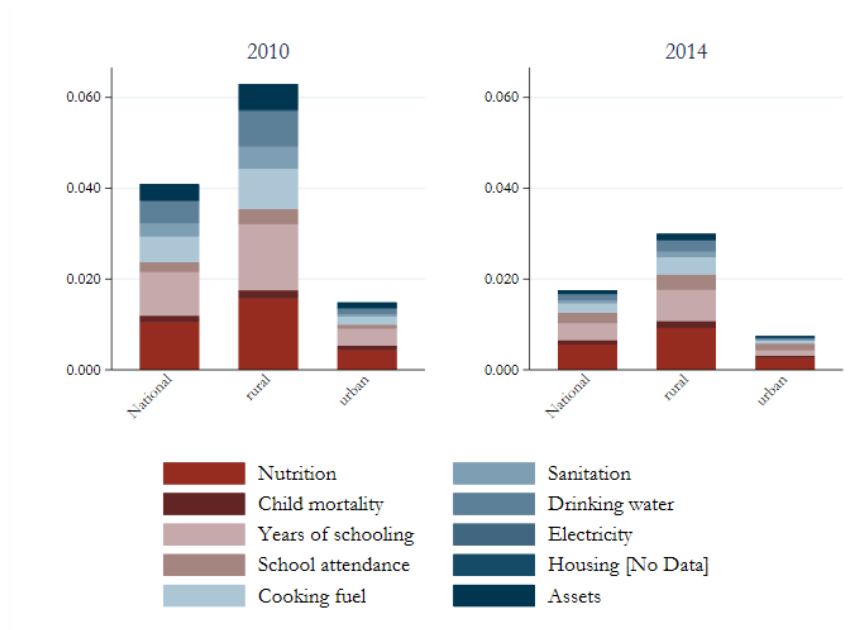 2010
2014
0.060
0.040
0.020
0.000
National
rural
urban
0.060
0.040
0.020
0.000
National
rural
urban
Nutrition
Child mortality
Years of schooling
School attendance
Cooking fuel
Sanitation
Drinking water
Electricity
Housing [No Data]
Assets